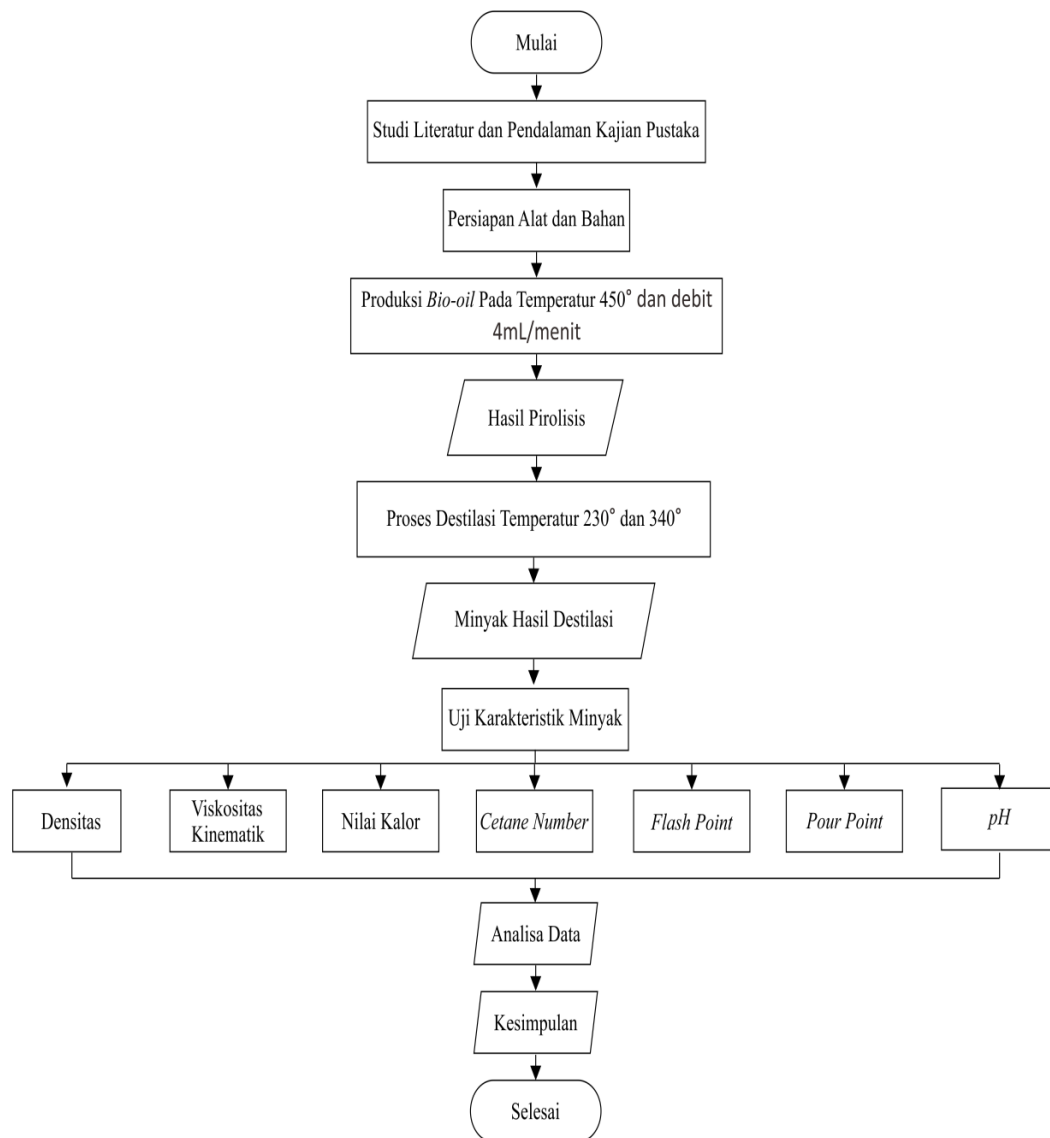 Mulai
Studi Literatur dan Pendalaman Kajian Pustaka
Persiapan Alat dan Bahan
Produksi Bio-oil Pada Temperatur 450° dan debit
4mL/menit
Hasil Pirolisis
Proses Destilasi Temperatur 230° dan 340°
Minyak Hasil Destilasi
Uji Karakteristik Minyak
Densitas
Viskositas
Kinematik
Nilai Kalor
Cetane Number
Flash Point
Pour Point
pH
Analisa Data
Kesimpulan
Selesai